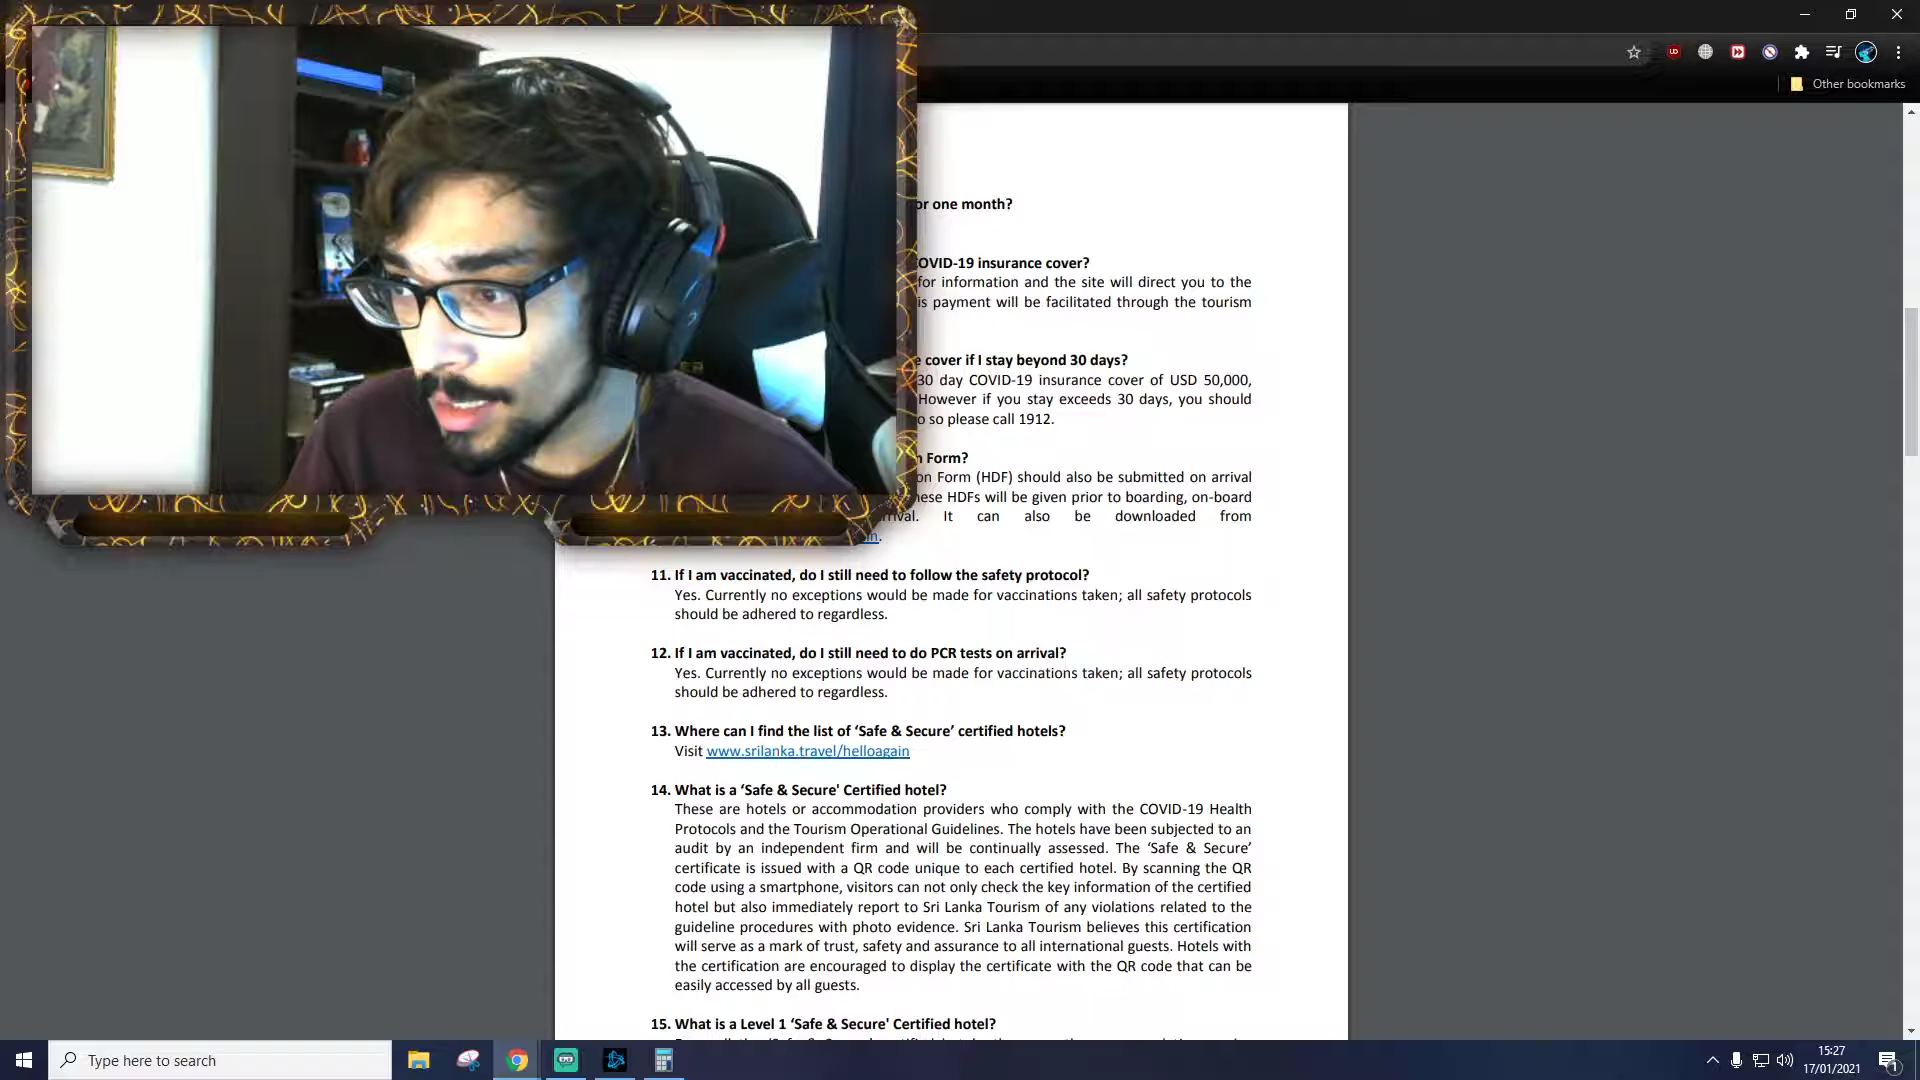 Other bookmarks
or one month?
OVID-19 insurance cover?
for information and the site will direct you to the
is payment will be facilitated through the tourism
cover if I stay beyond 30 days?
30 day COVID-19 insurance cover of USD 50,000,
However if you stay exceeds 30 days, you should
o so please call 1912.
n Form?
on Form (HDF) should also be submitted on arrival
hese HDFs will be given prior to boarding, on-board
rrival. It can also be downloaded from
in.
11. If I am vaccinated, do I still need to follow the safety protocol?
Yes. Currently no exceptions would be made for vaccinations taken; all safety protocols
should be adhered to regardless.
12. If I am vaccinated, do I still need to do PCR tests on arrival?
Yes. Currently no exceptions would be made for vaccinations taken; all safety protocols
should be adhered to regardless.
13. Where can I find the list of ‘Safe & Secure’ certified hotels?
Visit www.srilanka.travel/helloagain
14. What is a ‘Safe & Secure' Certified hotel?
These are hotels or accommodation providers who comply with the COVID-19 Health
Protocols and the Tourism Operational Guidelines. The hotels have been subjected to an
audit by an independent firm and will be continually assessed. The ‘Safe & Secure’
certificate is issued with a QR code unique to each certified hotel. By scanning the QR
code using a smartphone, visitors can not only check the key information of the certified
hotel but also immediately report to Sri Lanka Tourism of any violations related to the
guideline procedures with photo evidence. Sri Lanka Tourism believes this certification
will serve as a mark of trust, safety and assurance to all international guests. Hotels with
the certification are encouraged to display the certificate with the QR code that can be
easily accessed by all guests.
15. What is a Level 1 ‘Safe & Secure' Certified hotel?
Type here to search
15:27
17/01/2021
1